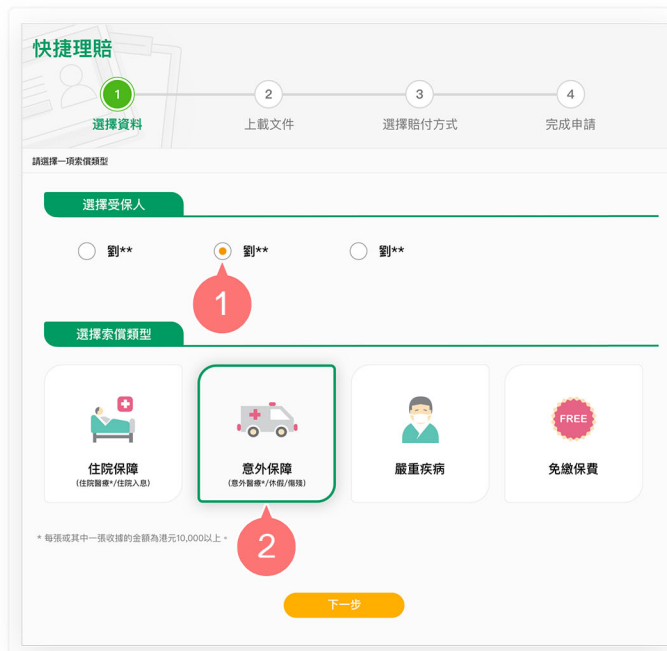 快捷理賠
1
2
3
4
選擇資料
上載文件
選擇賠付方式
完成申請
請選擇一項索償類型
選擇受保人
劉**
劉**
劉**
1
選擇索償類型
FREE
住院保障
(住院醫療*/住院入息)
意外保障
(意外醫療*/休假/傷殘)
嚴重疾病
免繳保費
* 每張或其中一張收據的金額為港元10,000以上。
2
下一步